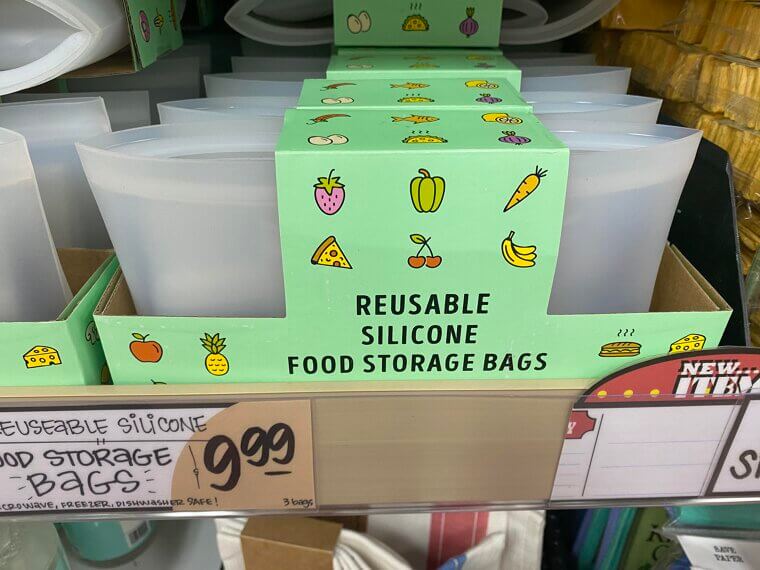 REUSABLE
SILICONE
FOOD STORAGE BAGS
EUSEABLE SILICONE
OOD STORAGE
BAGS
CROWAVE, FREEZER, DISHWASHER SAFE!
$9.99
3 bags
NEW...